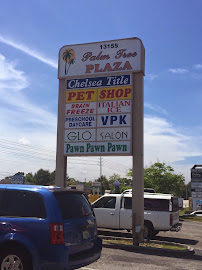 13155
Palm Tree
Plaza
Chelsea Title
PET SHOP
BRAIN FREEZE
ITALIAN ICE
PRESCHOOL DAYCARE
VPK
GLO SALON
Pawn Pawn Pawn